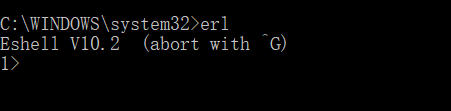 C:\WINDOWS\system32>erl
Eshell V10.2  (abort with ^G)
1>